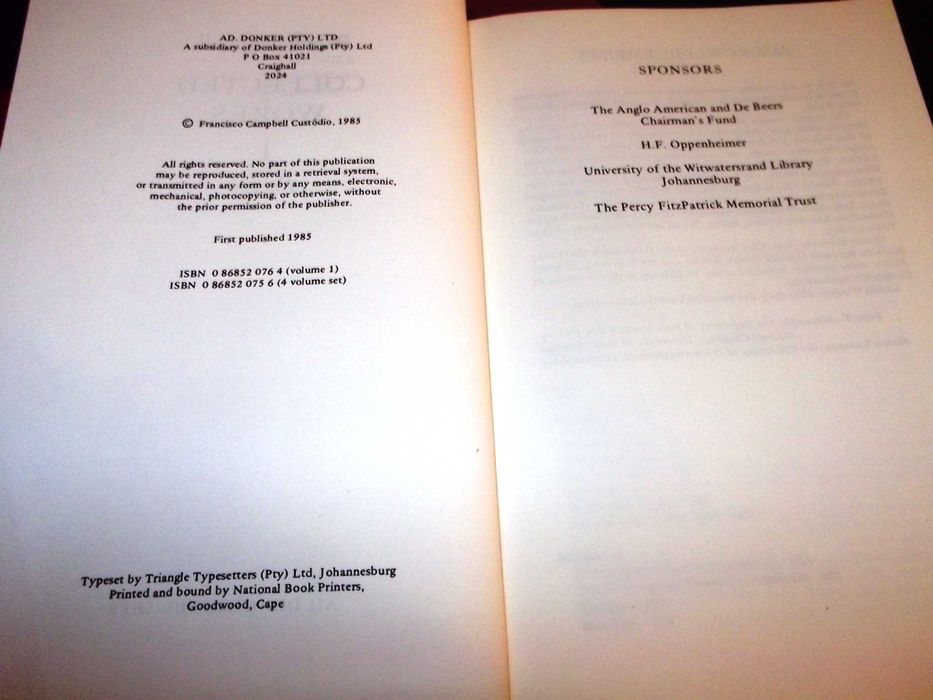 AD. DONKER (PTY) LTD
A subsidiary of Donker Holdings (Pty) Ltd
P O Box 41021
Craighall
2024
© Francisco Campbell Custódio, 1985
All rights reserved. No part of this publication
may be reproduced, stored in a retrieval system,
or transmitted in any form or by any means, electronic,
mechanical, photocopying, or otherwise, without
the prior permission of the publisher.
First published 1985
ISBN 0 86852 076 4 (volume 1)
ISBN 0 86852 075 6 (4 volume set)
Typeset by Triangle Typesetters (Pty) Ltd, Johannesburg
Printed and bound by National Book Printers,
Goodwood, Cape
SPONSORS
The Anglo American and De Beers
Chairman's Fund
H.F. Oppenheimer
University of the Witwatersrand Library
Johannesburg
The Percy FitzPatrick Memorial Trust